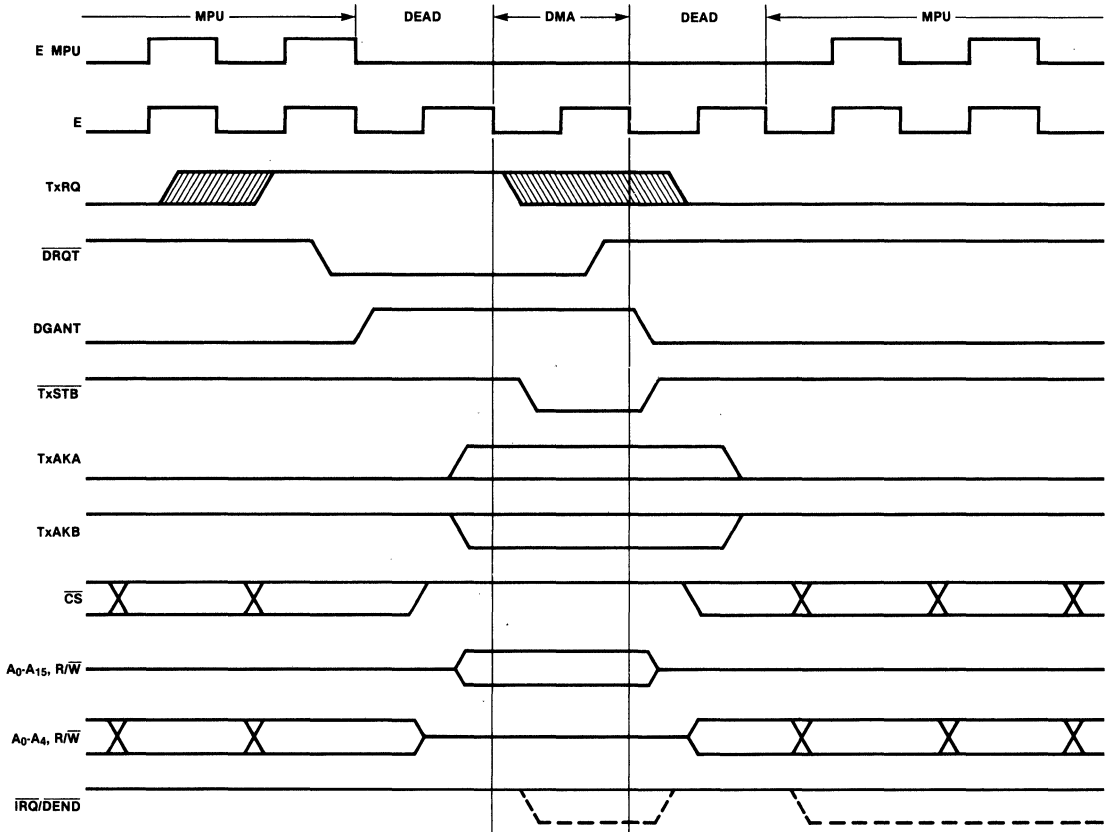 MPU DEAD DMA DEAD MPU
E MPU
E
TxRQ
DRQT
DGANT
TxSTB
TxAKA
TxAKB
CS
A₀-A₁₅, R/W̅
A₀-A₄, R/W̅
IRQ/DEND